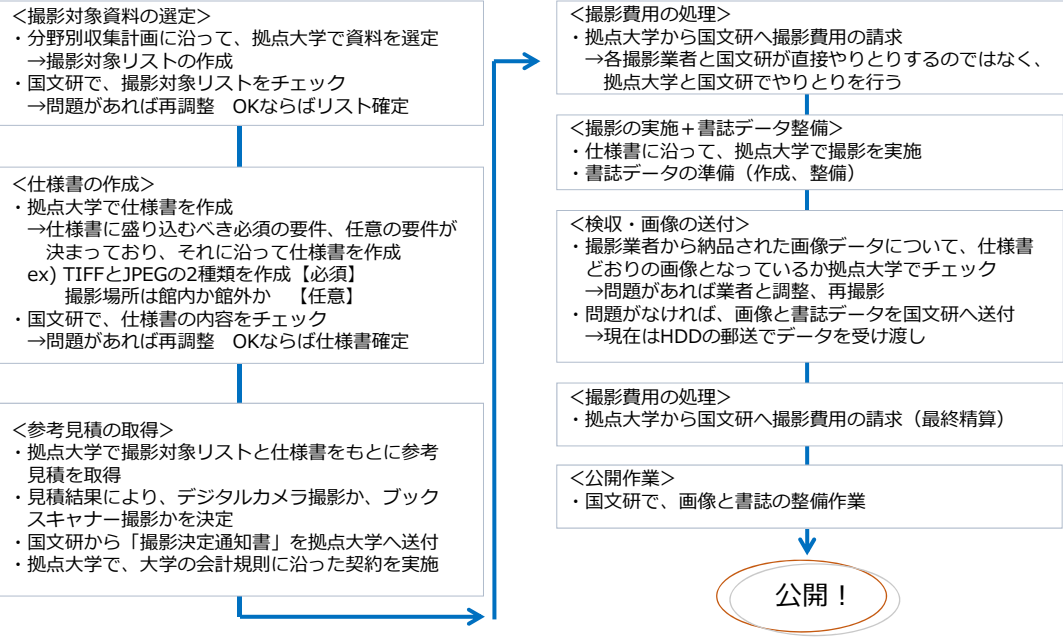 ＜撮影対象資料の選定＞
・分野別収集計画に沿って、拠点大学で資料を選定
→撮影対象リストの作成
・国文研で、撮影対象リストをチェック
→問題があれば再調整　OKならばリスト確定
＜仕様書の作成＞
・拠点大学で仕様書を作成
→仕様書に盛り込むべき必須の要件、任意の要件が
決まっており、それに沿って仕様書を作成
ex) TIFFとJPEGの2種類を作成【必須】
撮影場所は館内か館外か　【任意】
・国文研で、仕様書の内容をチェック
→問題があれば再調整　OKならば仕様書確定
＜参考見積の取得＞
・拠点大学で撮影対象リストと仕様書をもとに参考
見積を取得
・見積結果により、デジタルカメラ撮影か、ブック
スキャナー撮影かを決定
・国文研から「撮影決定通知書」を拠点大学へ送付
・拠点大学で、大学の会計規則に沿った契約を実施
＜撮影費用の処理＞
・拠点大学から国文研へ撮影費用の請求
→各撮影業者と国文研が直接やりとりするのではなく、
拠点大学と国文研でやりとりを行う
＜撮影の実施＋書誌データ整備＞
・仕様書に沿って、拠点大学で撮影を実施
・書誌データの準備（作成、整備）
＜検収・画像の送付＞
・撮影業者から納品された画像データについて、仕様書
どおりの画像となっているか拠点大学でチェック
→問題があれば業者と調整、再撮影
・問題がなければ、画像と書誌データを国文研へ送付
→現在はHDDの郵送でデータを受け渡し
＜撮影費用の処理＞
・拠点大学から国文研へ撮影費用の請求（最終精算）
＜公開作業＞
・国文研で、画像と書誌の整備作業
公開！